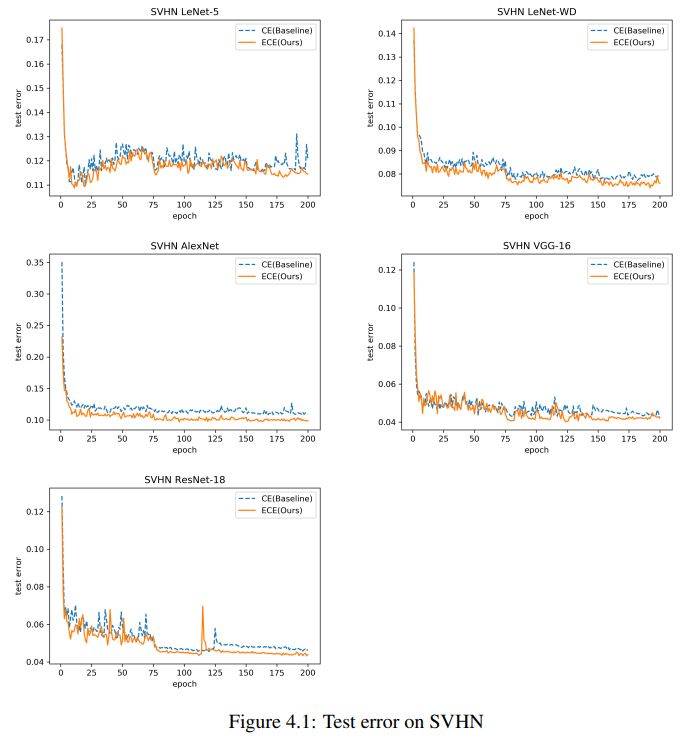 SVHN LeNet-5
CE(Baseline)
ECE(Ours)
0.17
0.16
0.15
0.14
0.13
0.12
0.11
test error
0 25 50 75 100 125 150 175 200
epoch
SVHN LeNet-WD
CE(Baseline)
ECE(Ours)
0.14
0.13
0.12
0.11
0.10
0.09
0.08
test error
0 25 50 75 100 125 150 175 200
epoch
SVHN AlexNet
CE(Baseline)
ECE(Ours)
0.35
0.30
0.25
0.20
0.15
0.10
test error
0 25 50 75 100 125 150 175 200
epoch
SVHN VGG-16
CE(Baseline)
ECE(Ours)
0.12
0.10
0.08
0.06
0.04
test error
0 25 50 75 100 125 150 175 200
epoch
SVHN ResNet-18
CE(Baseline)
ECE(Ours)
0.12
0.10
0.08
0.06
0.04
test error
0 25 50 75 100 125 150 175 200
epoch
Figure 4.1: Test error on SVHN